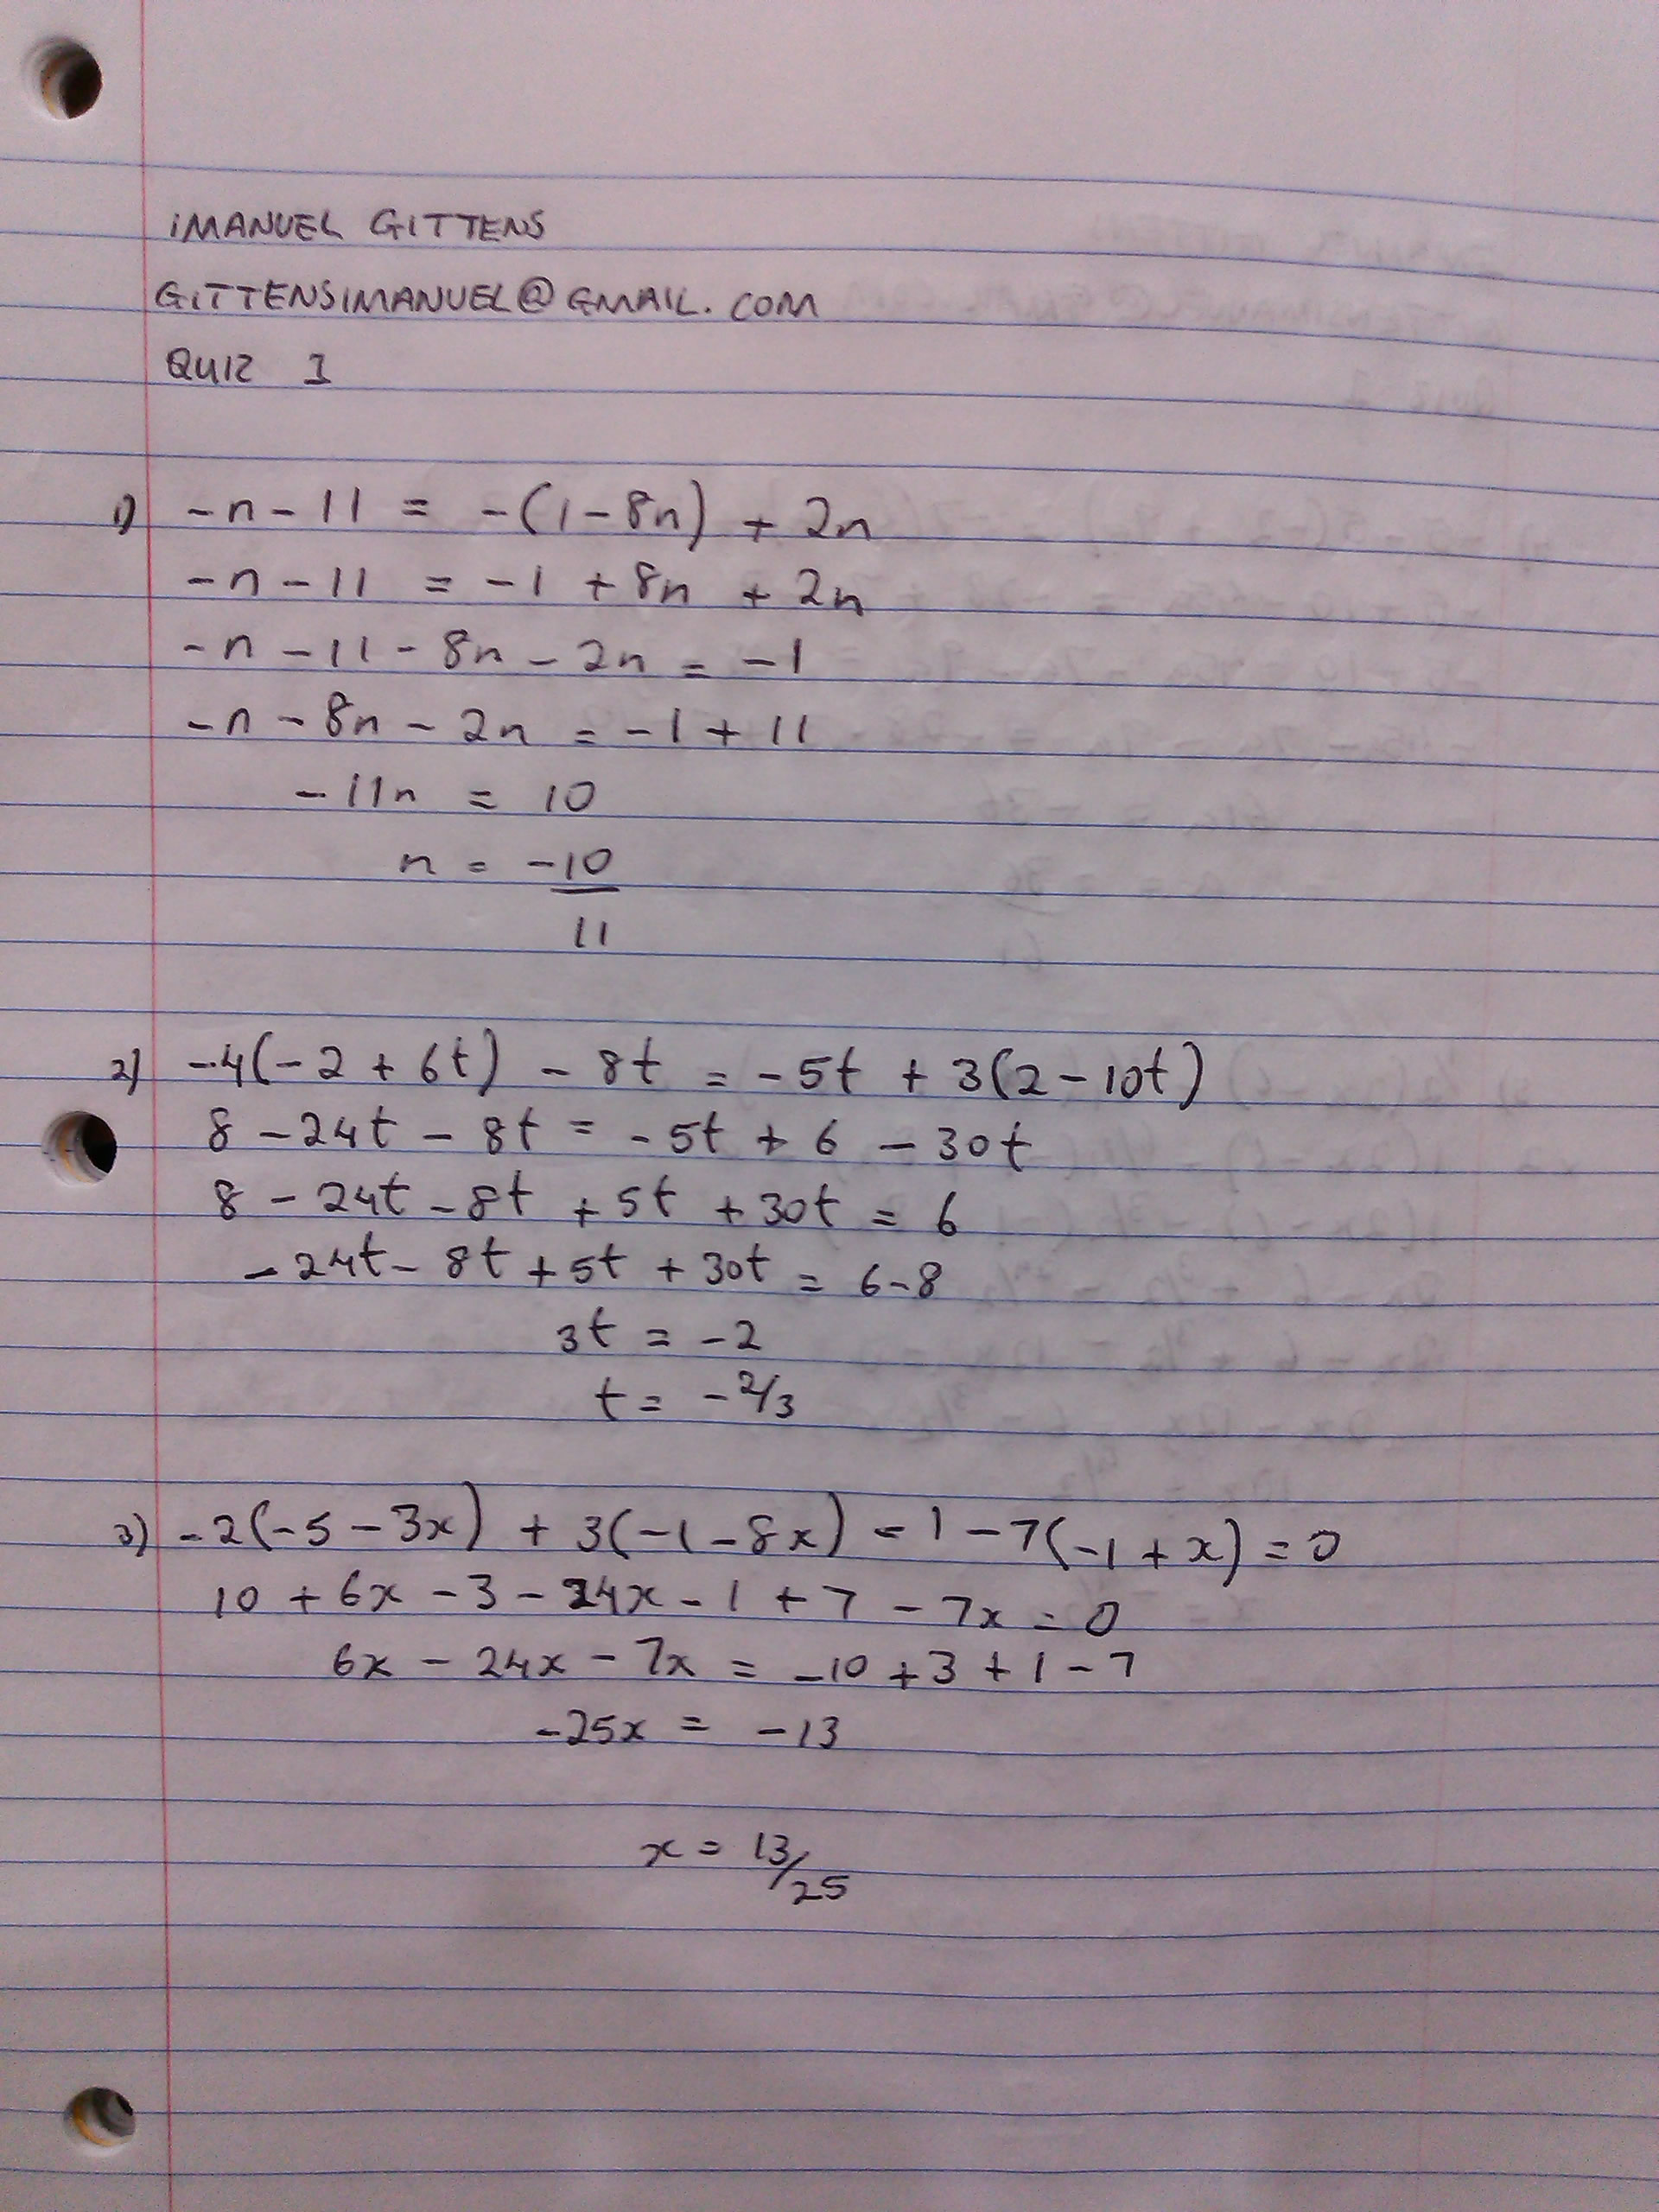 iMANUEL GiTTENS
GiTTENSIMANUEL@GMAIL.COM
QUIZ 1
1) -n - 11 = -(1 - 8n) + 2n
-n - 11 = -1 + 8n + 2n
-n - 11 - 8n - 2n = -1
-n - 8n - 2n = -1 + 11
-11n = 10
n = -10
11
2) -4(-2 + 6t) - 8t = -5t + 3(2 - 10t)
8 - 24t - 8t = -5t + 6 - 30t
8 - 24t - 8t + 5t + 30t = 6
-24t - 8t + 5t + 30t = 6-8
3t = -2
t = -2/3
3) -2(-5 - 3x) + 3(-1 - 8x) - 1 - 7(-1 + x) = 0
10 + 6x - 3 - 24x - 1 + 7 - 7x = 0
6x - 24x - 7x = -10 + 3 + 1 - 7
-25x = -13
x = 13/25